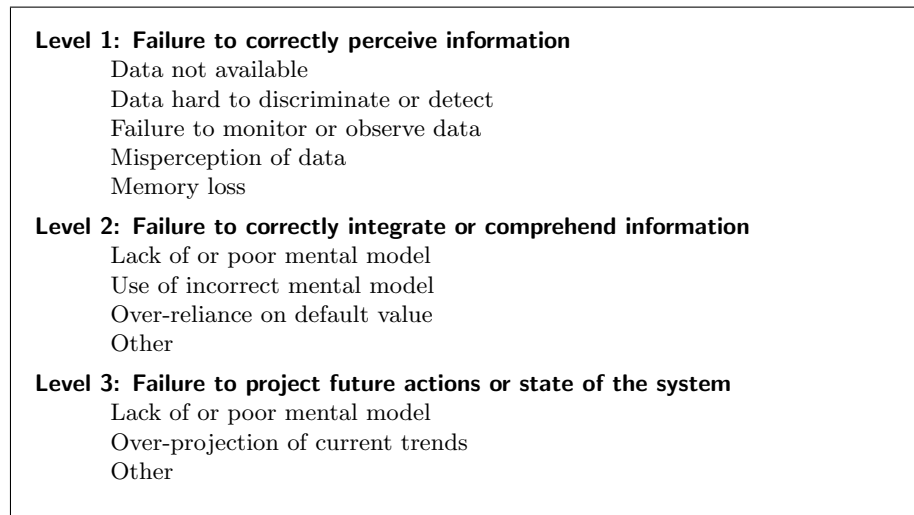 Level 1: Failure to correctly perceive information
Data not available
Data hard to discriminate or detect
Failure to monitor or observe data
Misperception of data
Memory loss
Level 2: Failure to correctly integrate or comprehend information
Lack of or poor mental model
Use of incorrect mental model
Over-reliance on default value
Other
Level 3: Failure to project future actions or state of the system
Lack of or poor mental model
Over-projection of current trends
Other